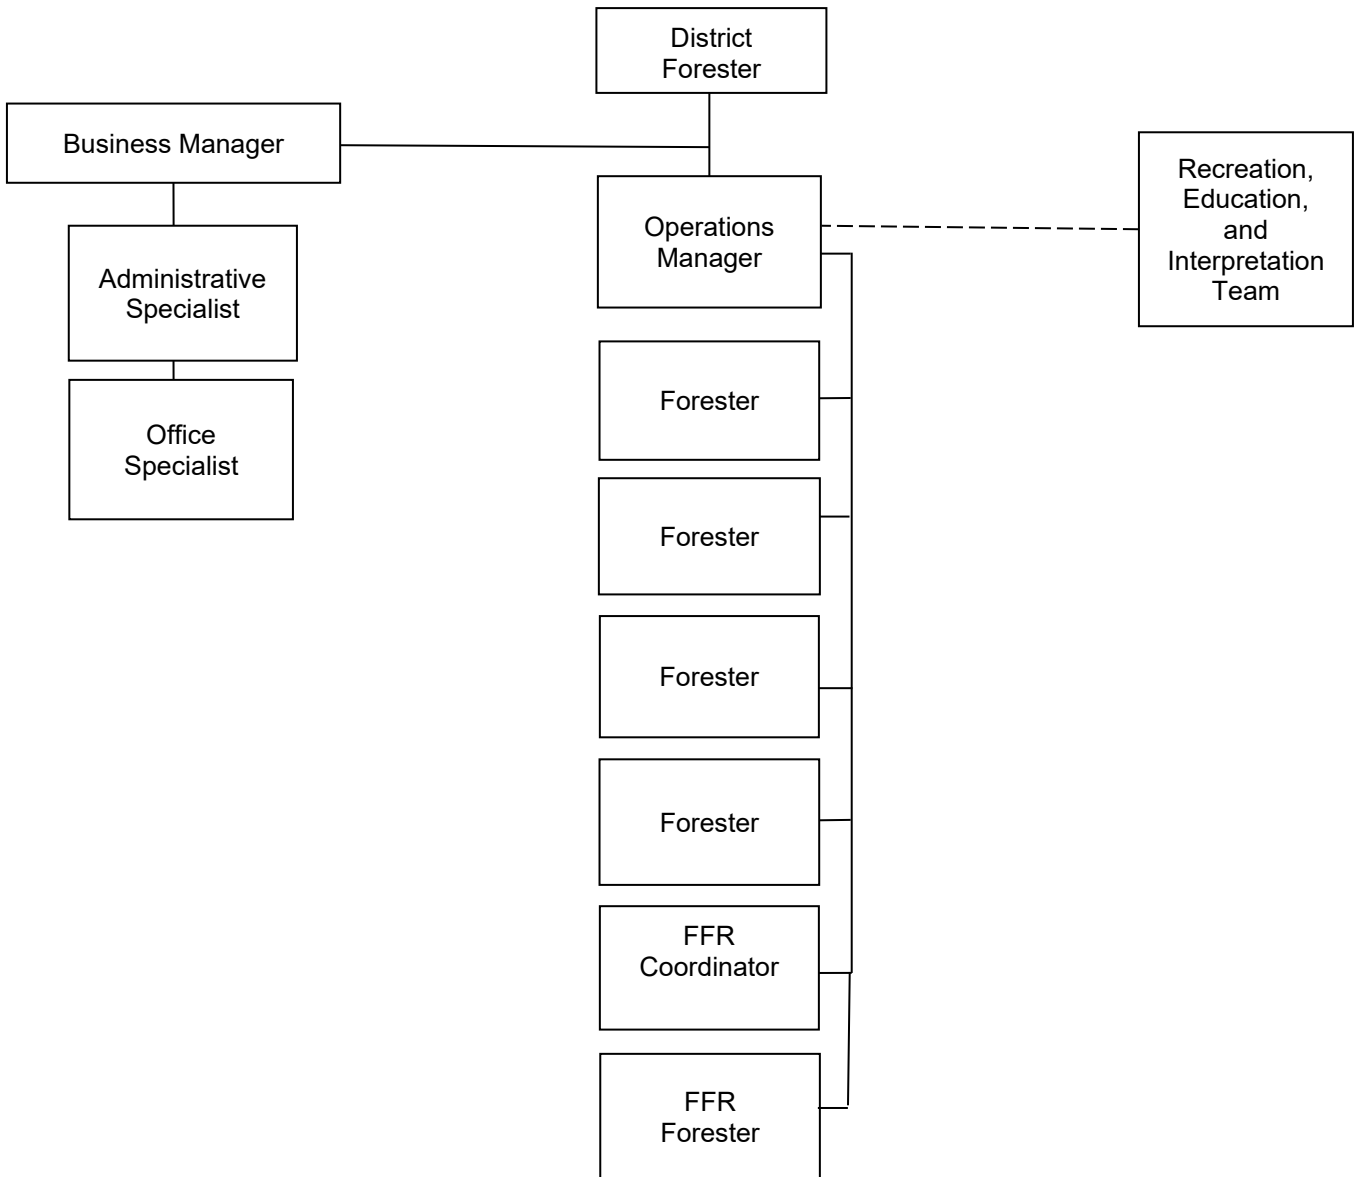 District
Forester
Business Manager
Recreation,
Education,
and
Interpretation
Team
Operations
Manager
Administrative
Specialist
Office
Specialist
Forester
Forester
Forester
Forester
FFR
Coordinator
FFR
Forester